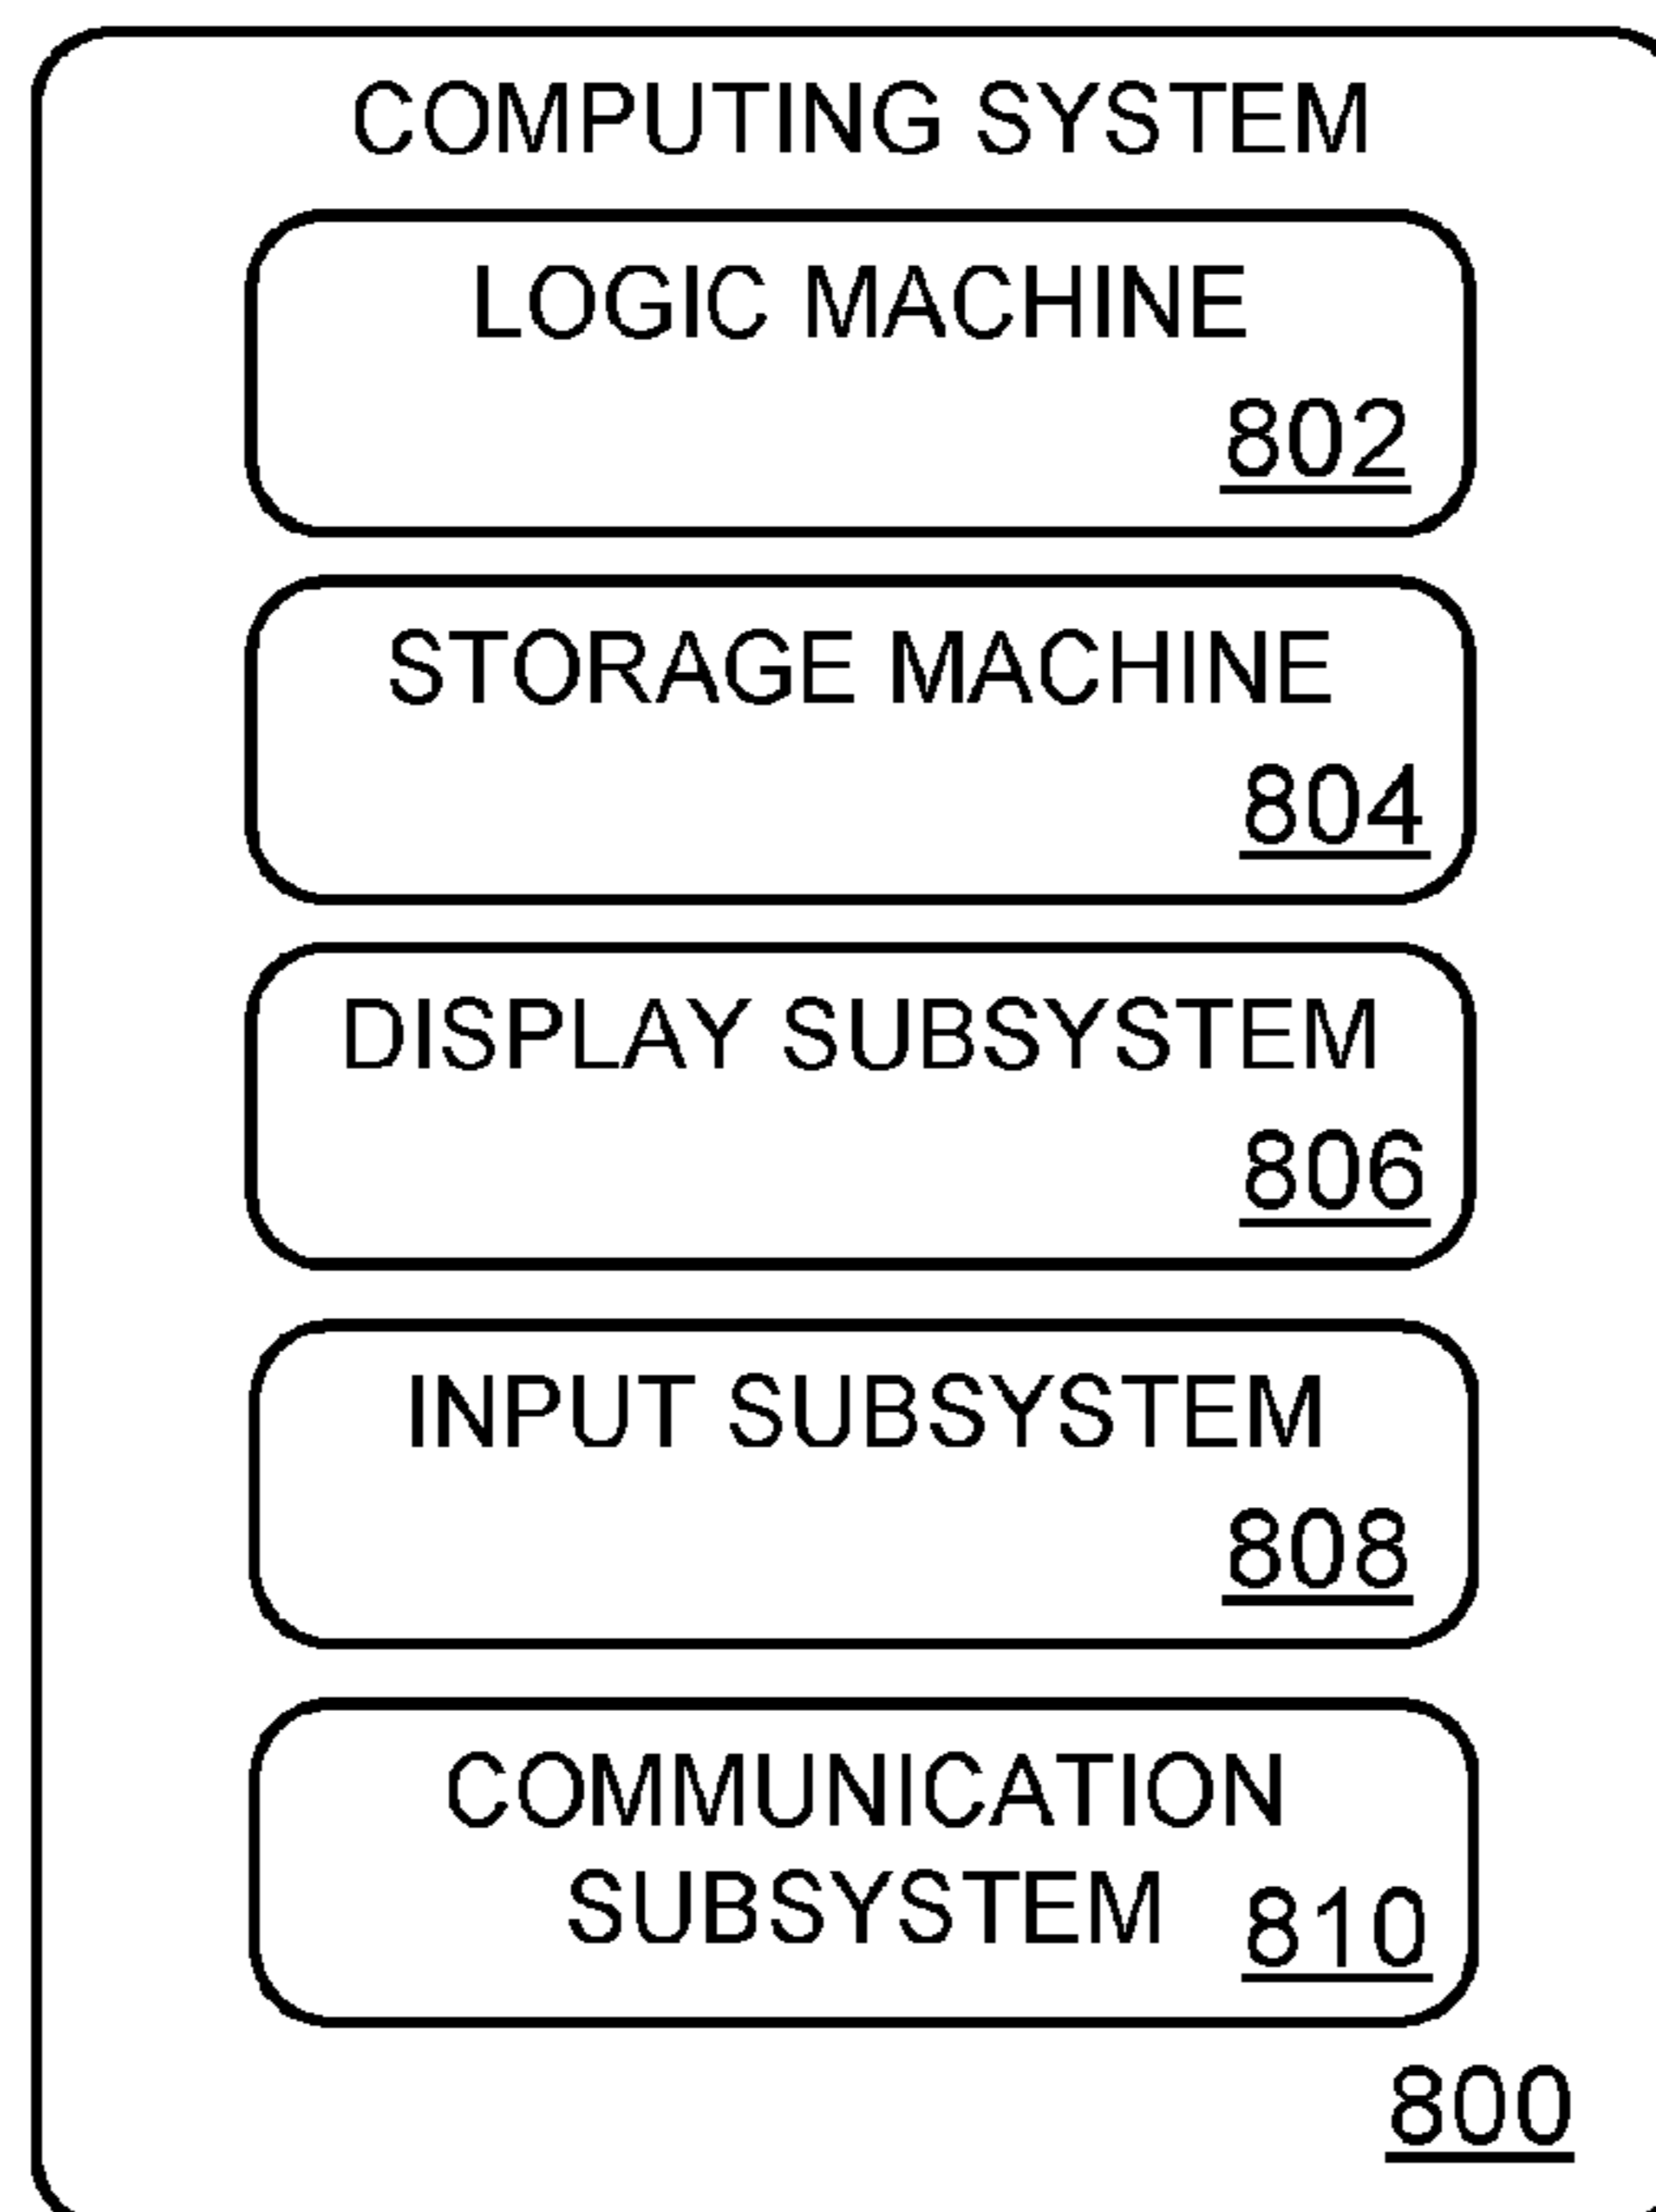 COMPUTING SYSTEM
LOGIC MACHINE
802
STORAGE MACHINE
804
DISPLAY SUBSYSTEM
806
INPUT SUBSYSTEM
808
COMMUNICATION
SUBSYSTEM 810
800